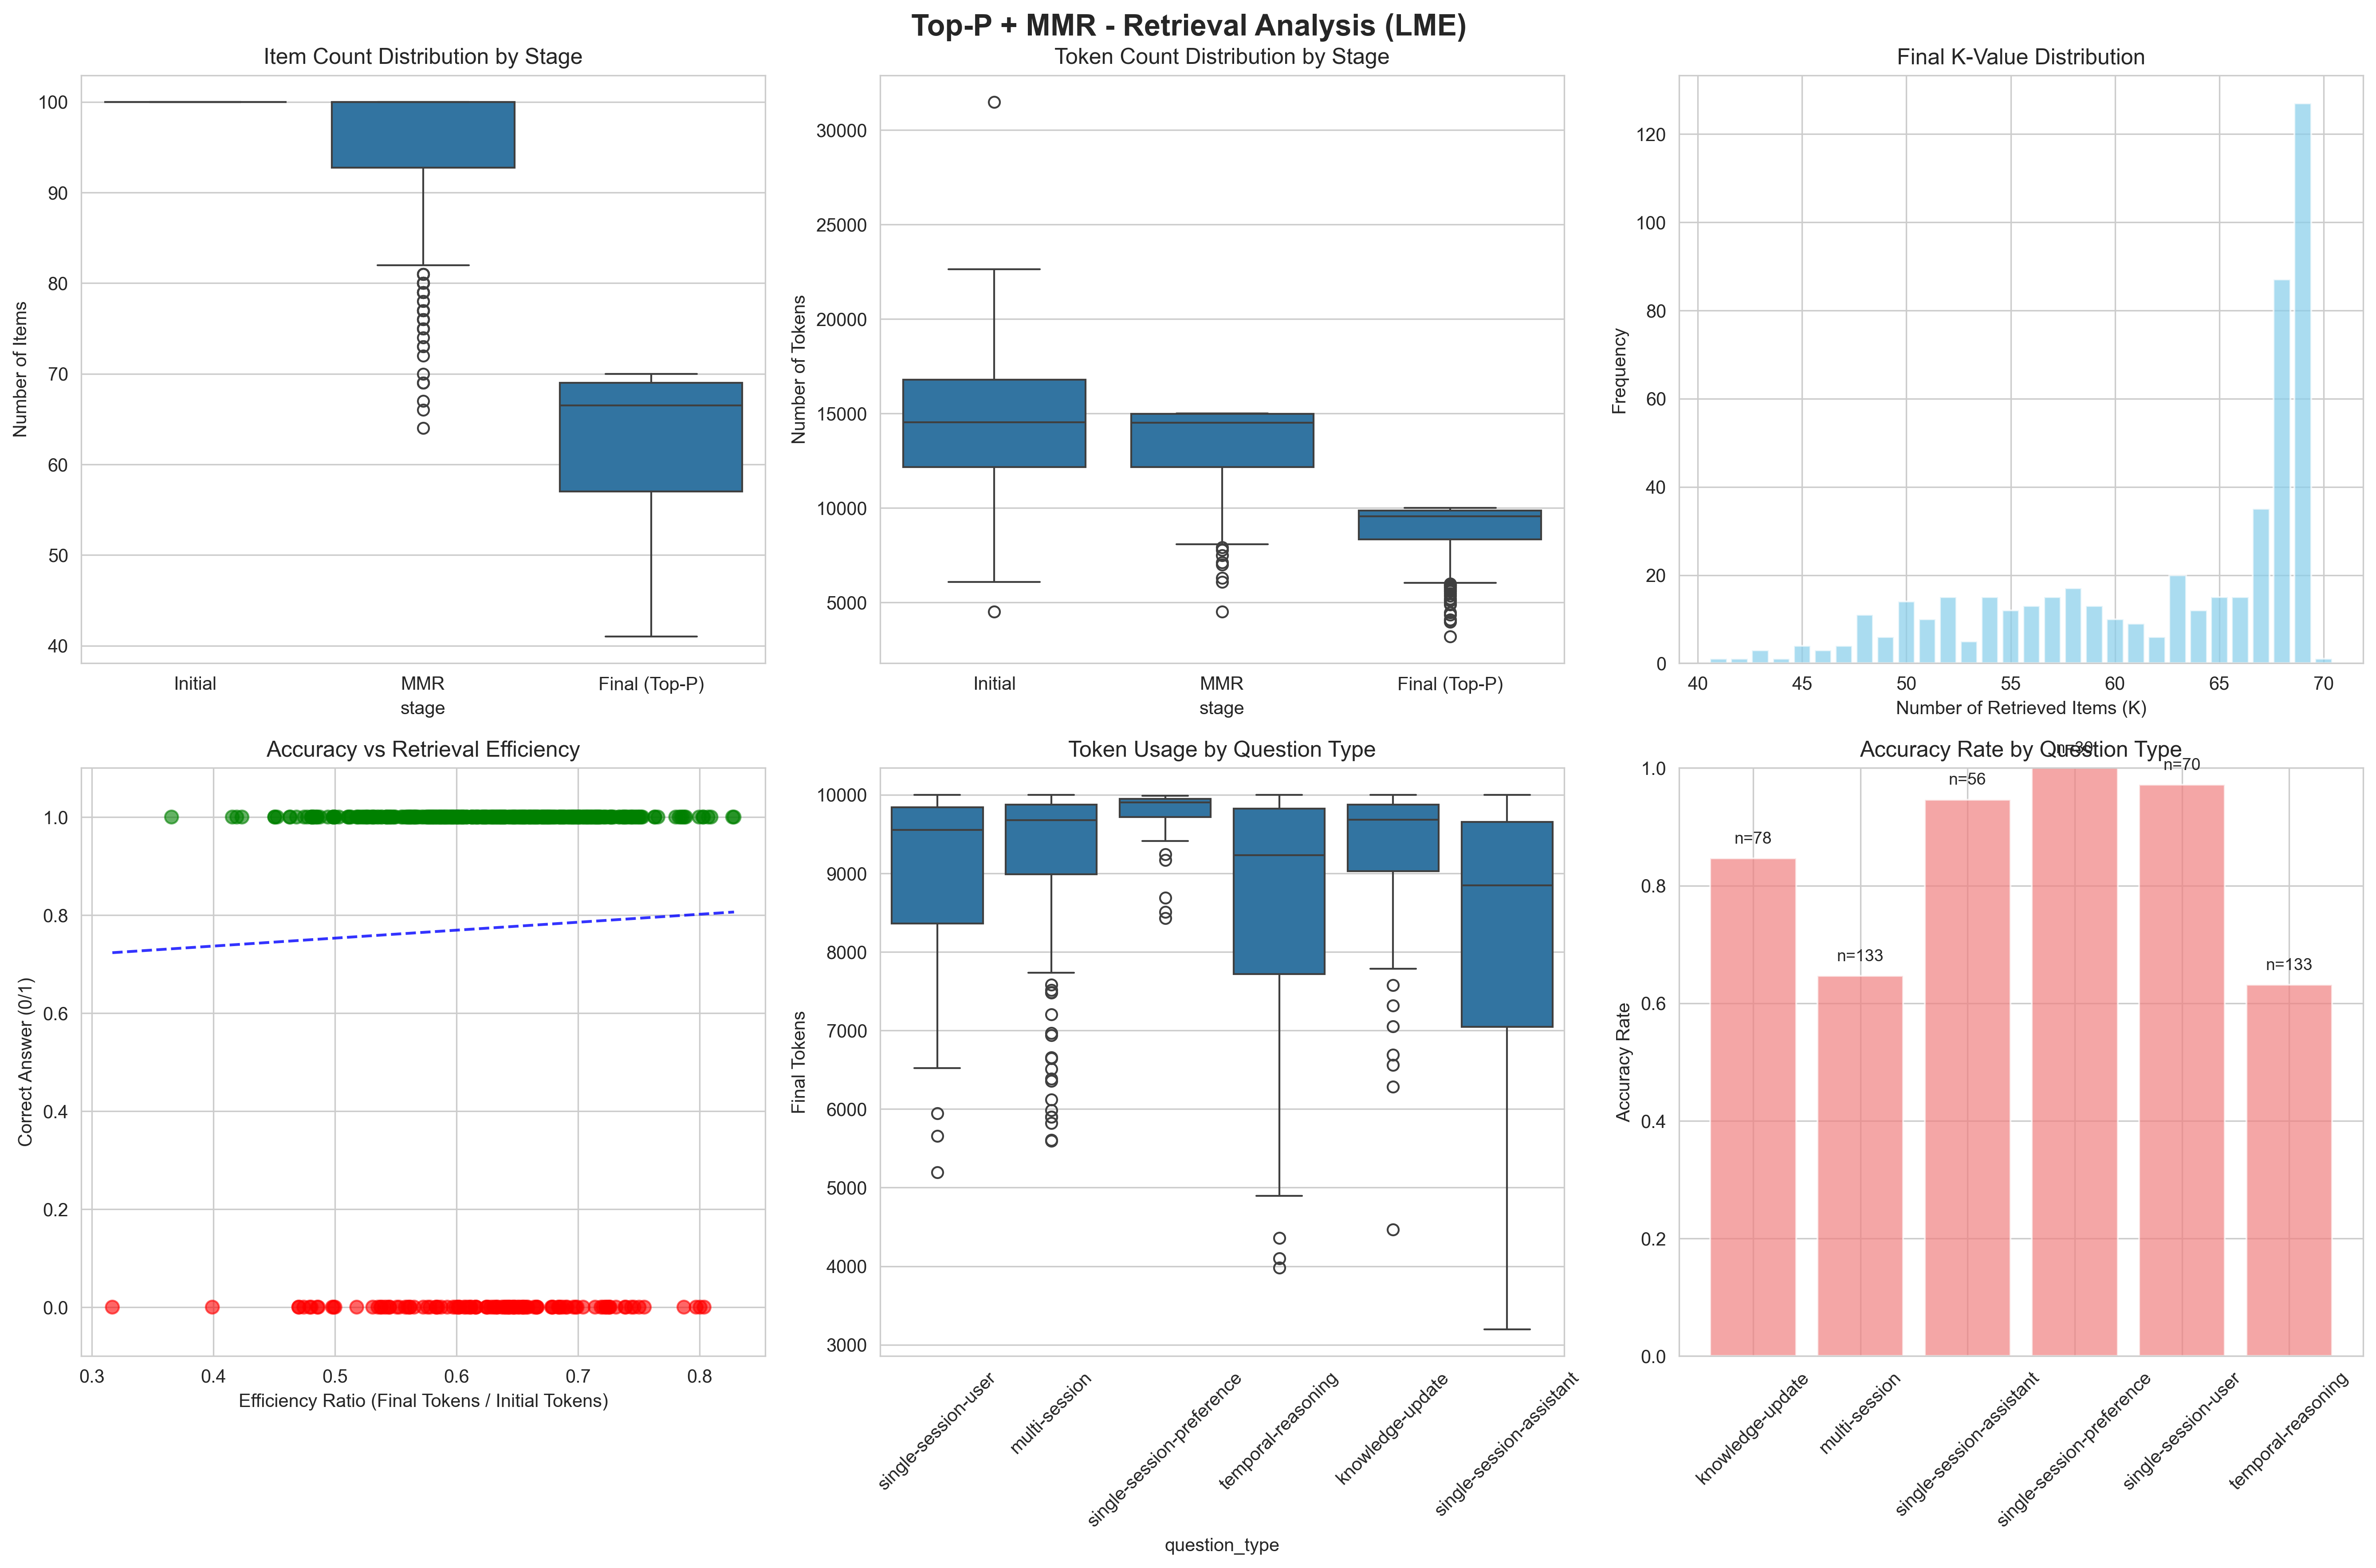 Top-P + MMR - Retrieval Analysis (LME)
Item Count Distribution by Stage
Number of Items
100
90
80
70
60
50
40
Initial
MMR
Final (Top-P)
stage
Token Count Distribution by Stage
Number of Tokens
30000
25000
20000
15000
10000
5000
Initial
MMR
Final (Top-P)
stage
Final K-Value Distribution
Frequency
120
100
80
60
40
20
0
40
45
50
55
60
65
70
Number of Retrieved Items (K)
Accuracy vs Retrieval Efficiency
Correct Answer (0/1)
1.0
0.8
0.6
0.4
0.2
0.0
0.3
0.4
0.5
0.6
0.7
0.8
Efficiency Ratio (Final Tokens / Initial Tokens)
Token Usage by Question Type
Final Tokens
10000
9000
8000
7000
6000
5000
4000
3000
single-session-user
multi-session
single-session-preference
temporal-reasoning
knowledge-update
single-session-assistant
question_type
Accuracy Rate by Question Type
Accuracy Rate
1.0
0.8
0.6
0.4
0.2
0.0
n=78
n=133
n=56
n=30
n=70
n=133
knowledge-update
multi-session
single-session-assistant
single-session-preference
single-session-user
temporal-reasoning